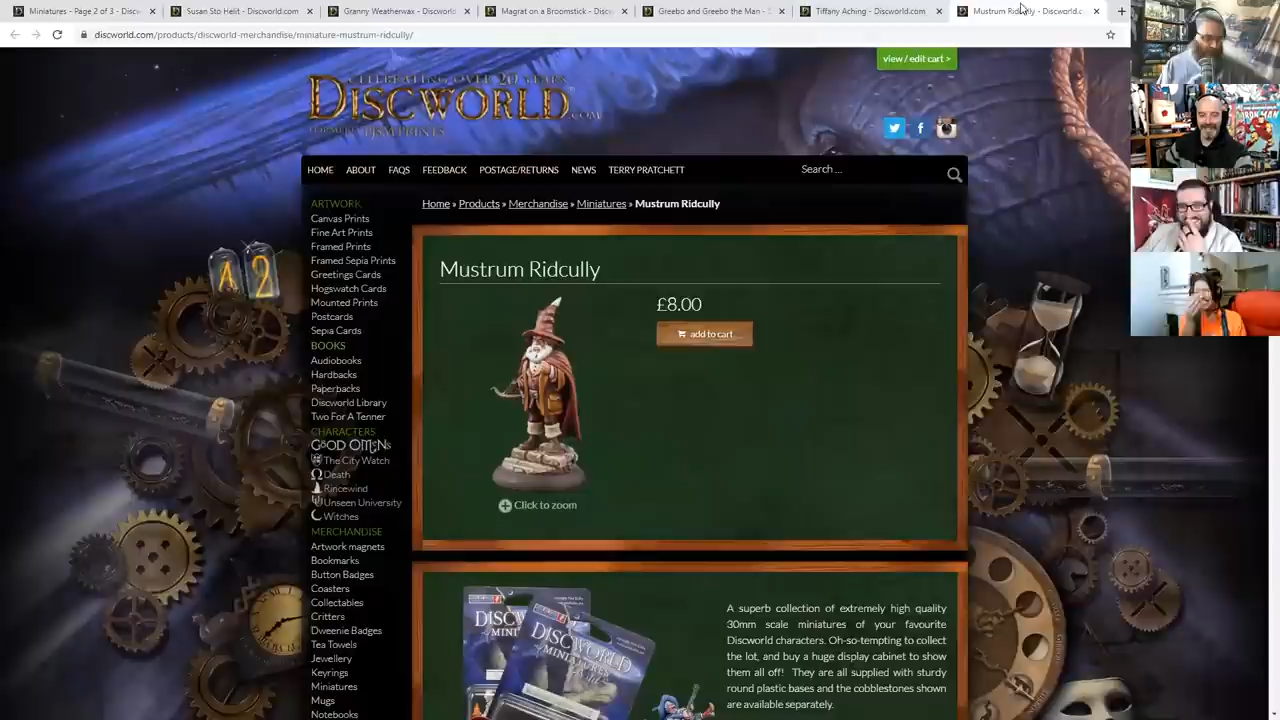 Miniatures - Page 2 of 3 - Discw
Susan Sto Helit - Discworld.com
Granny Weatherwax - Discworld.c
Magrat on a Broomstick - Discw
Greebo and Greebo the Man - D
Tiffany Aching - Discworld.com
Mustrum Ridcully - Discworld.c
discworld.com/products/discworld-merchandise/miniature-mustrum-ridcully/
view / edit cart >
CELEBRATING OVER 20 YEARS
DISCWORLD.COM
FORMERLY PJSMPRINTS
HOME ABOUT FAQS FEEDBACK POSTAGE/RETURNS NEWS TERRY PRATCHETT
Search ...
Home » Products » Merchandise » Miniatures » Mustrum Ridcully
ARTWORK
Canvas Prints
Fine Art Prints
Framed Prints
Framed Sepia Prints
Greetings Cards
Hogswatch Cards
Mounted Prints
Postcards
Sepia Cards
BOOKS
Audiobooks
Hardbacks
Paperbacks
Discworld Library
Two For A Tenner
CHARACTERS
GOOD OMENS
The City Watch
Death
Rincewind
Unseen University
Witches
MERCHANDISE
Artwork magnets
Bookmarks
Button Badges
Coasters
Collectables
Critters
Dweenie Badges
Tea Towels
Jewellery
Keyrings
Miniatures
Mugs
Notebooks
A2
Mustrum Ridcully
£8.00
add to cart
Click to zoom
DISCWORLD
MINIATURES
A superb collection of extremely high quality
30mm scale miniatures of your favourite
Discworld characters. Oh-so-tempting to collect
the lot, and buy a huge display cabinet to show
them all off! They are all supplied with sturdy
round plastic bases and the cobblestones shown
are available separately.
IRON MAN